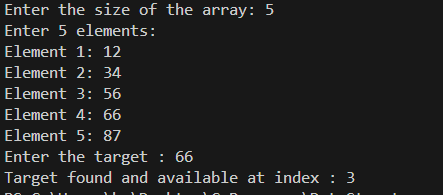 Enter the size of the array: 5
Enter 5 elements:
Element 1: 12
Element 2: 34
Element 3: 56
Element 4: 66
Element 5: 87
Enter the target : 66
Target found and available at index : 3